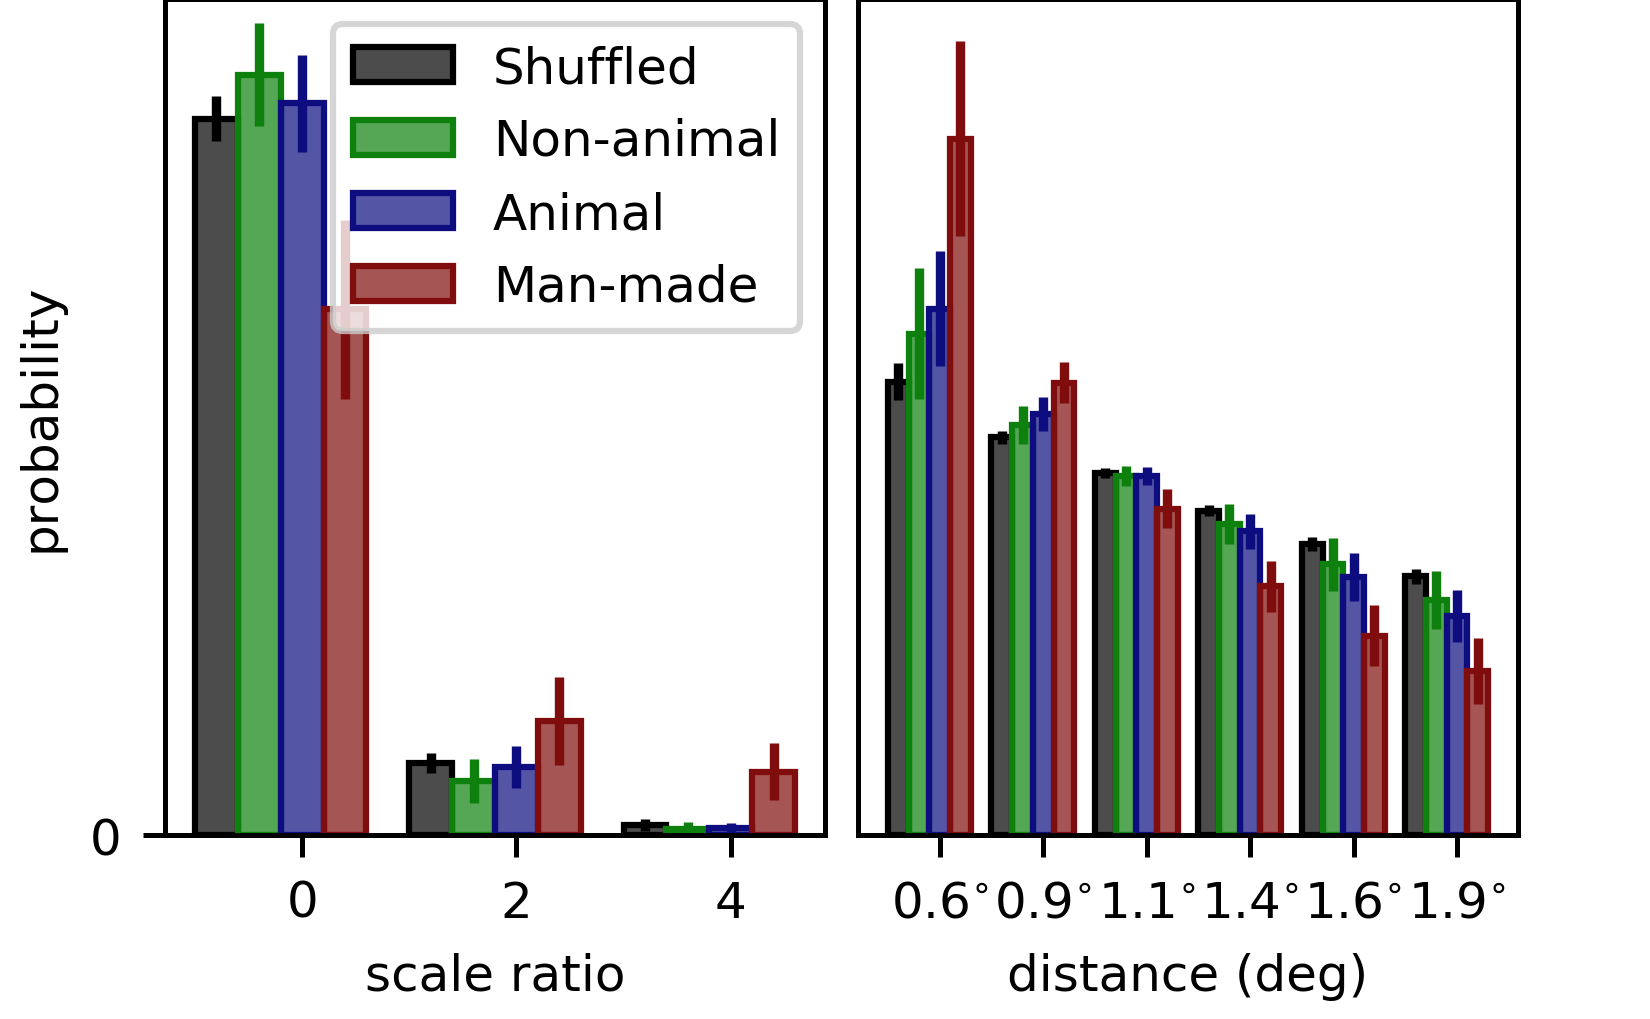 Shuffled
Non-animal
Animal
Man-made
probability
0
0 2 4
scale ratio
0.6° 0.9° 1.1° 1.4° 1.6° 1.9°
distance (deg)